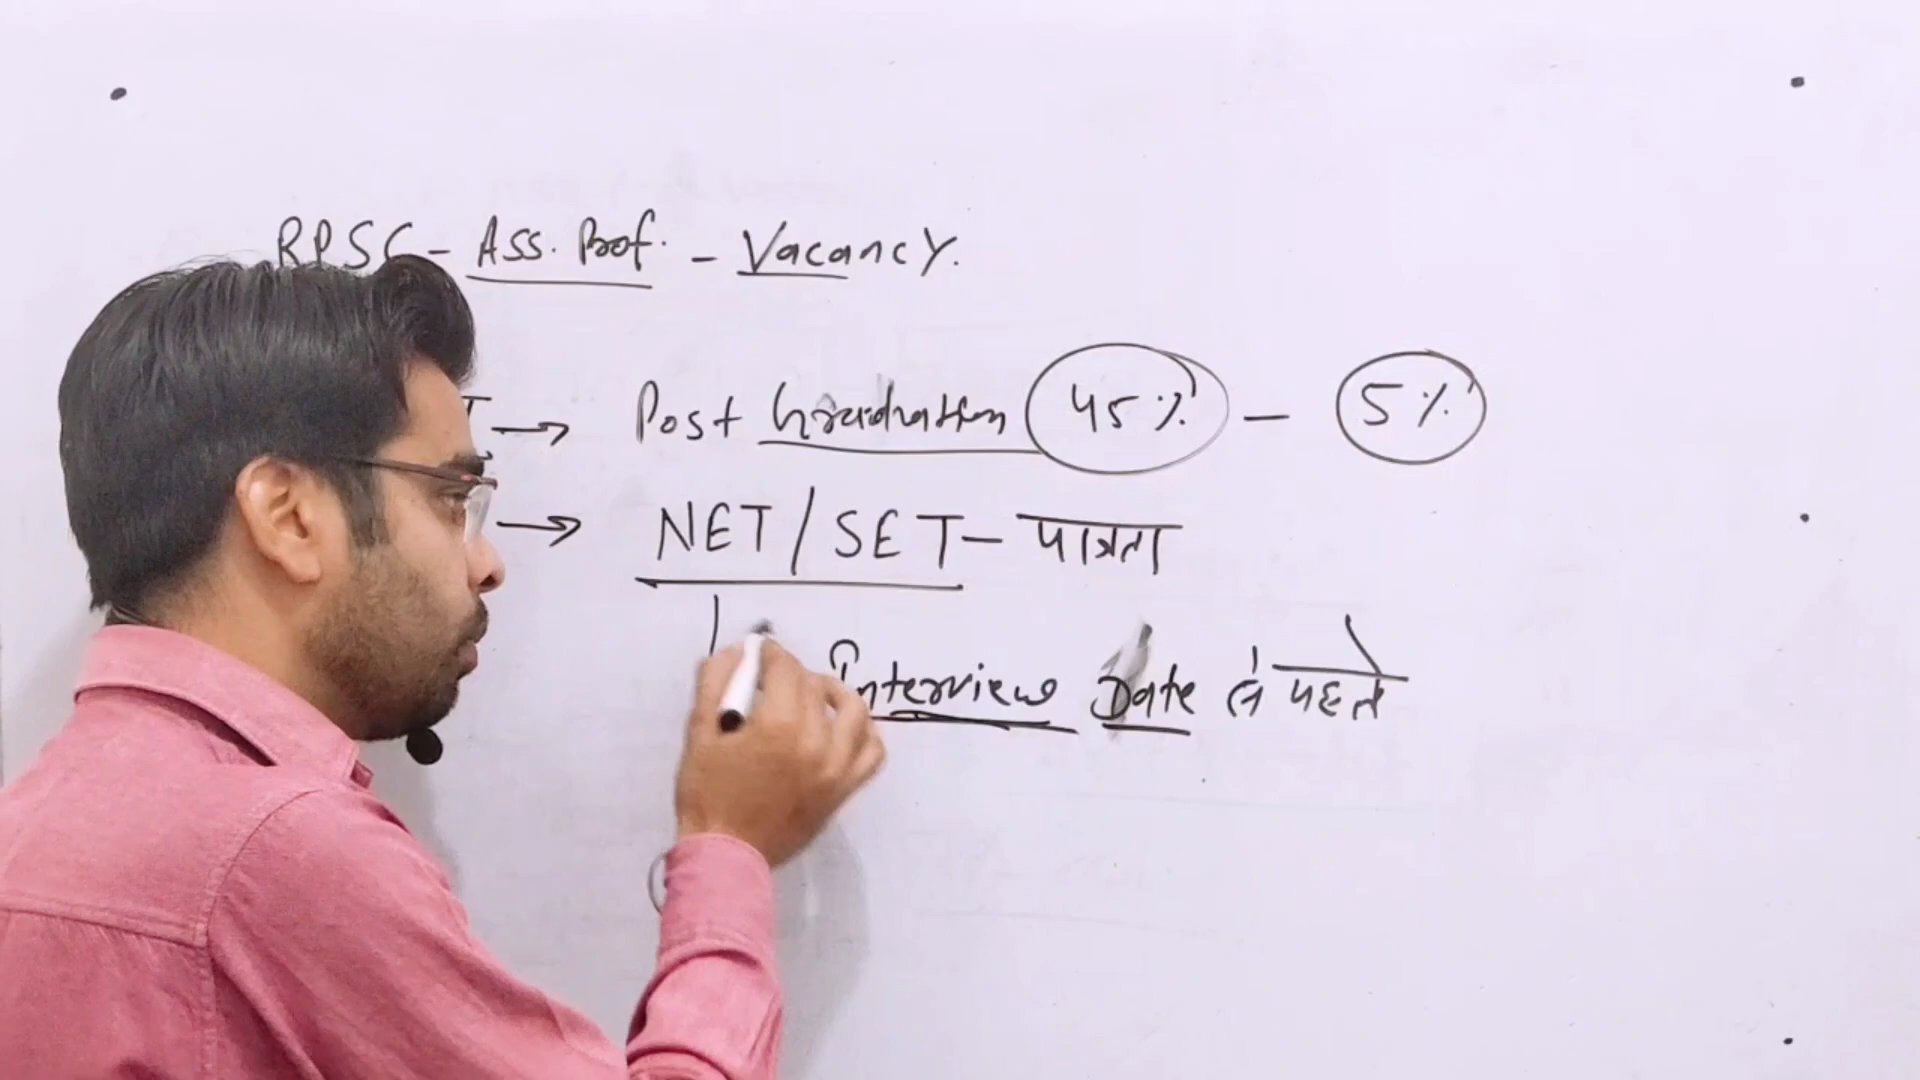 RPSC - Ass. Prof. - Vacancy.
→ Post Graduation 45% - 5%
→ NET/SET - पात्रता
Interview Date से पहले